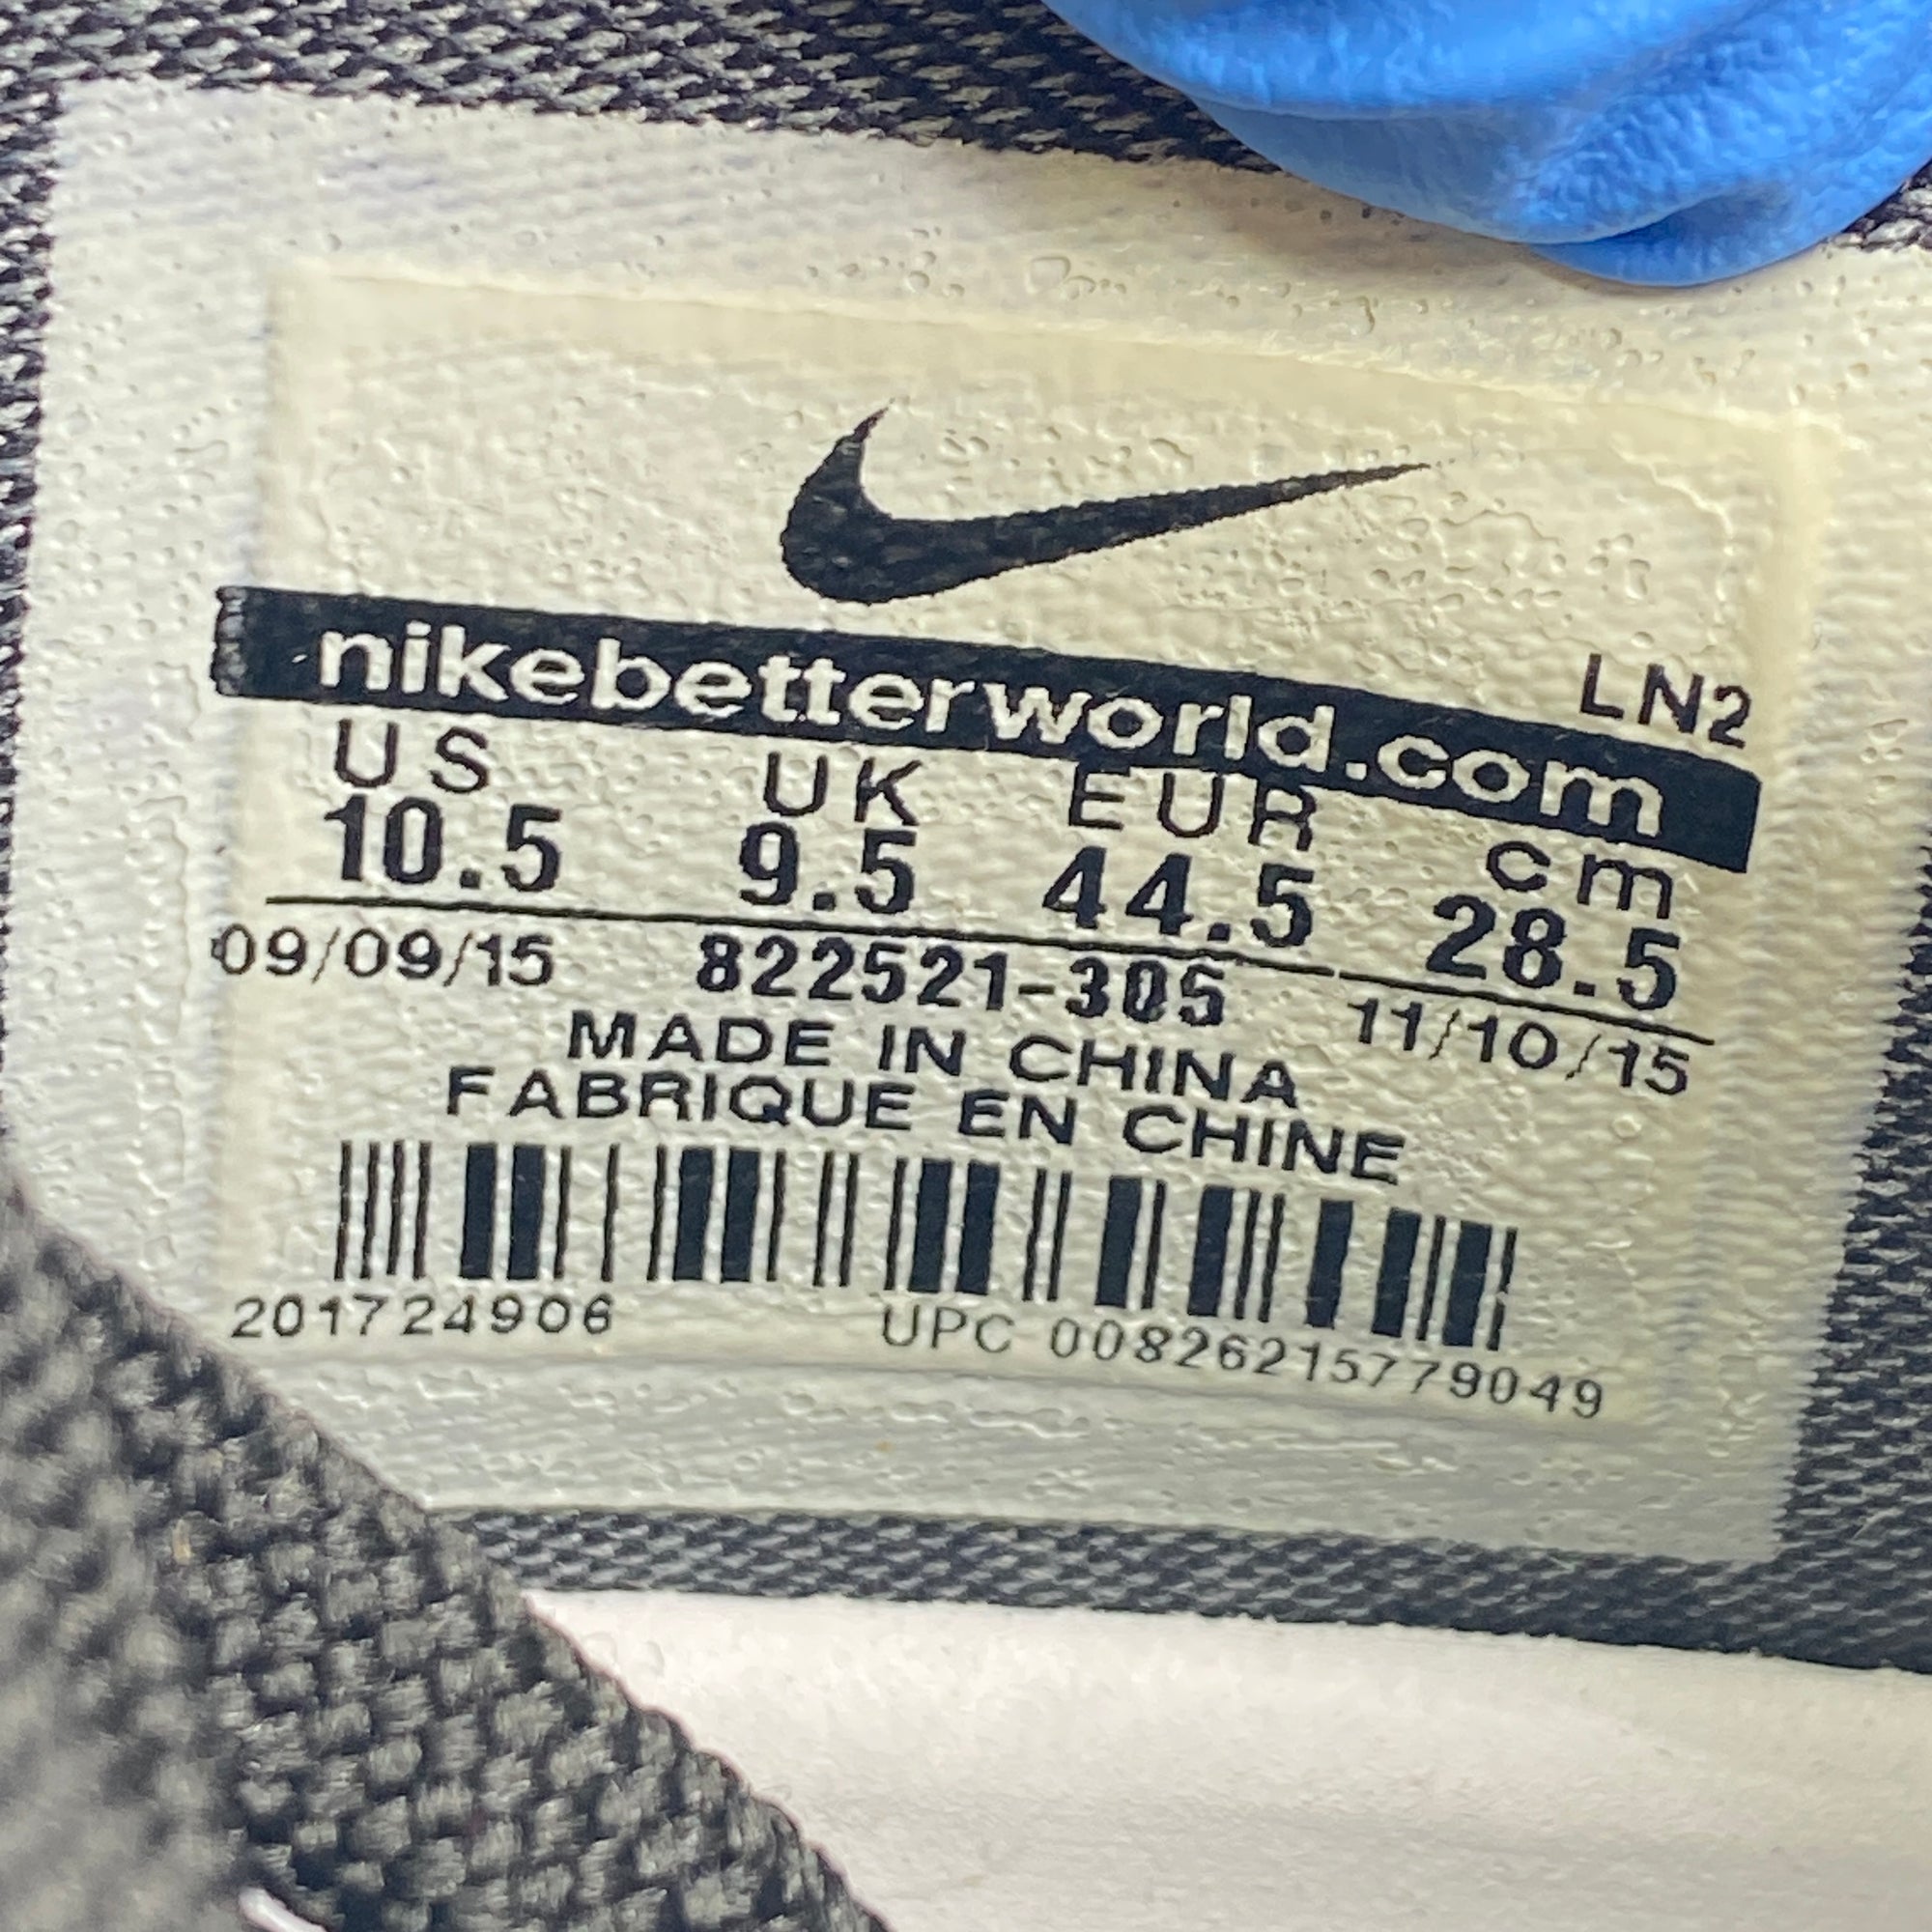 LN2
nikebetterworld.com
US UK EUR cm
10.5 9.5 44.5 28.5
09/09/15 822521-305 11/10/15
MADE IN CHINA
FABRIQUE EN CHINE
201724906 UPC 00826215779049